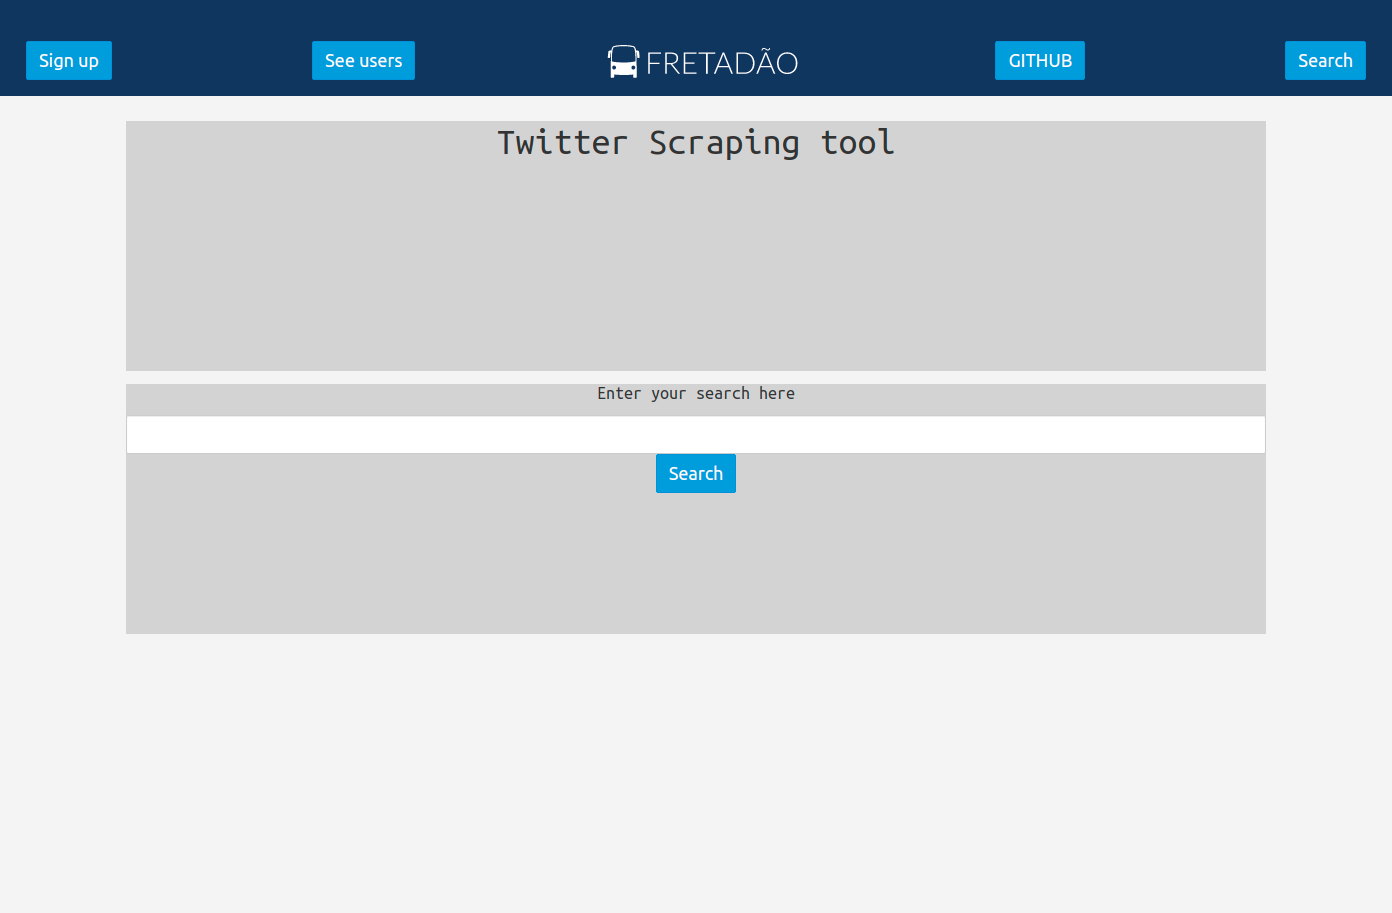 Sign up
See users
FRETADÃO
GITHUB
Search
Twitter Scraping tool
Enter your search here
Search